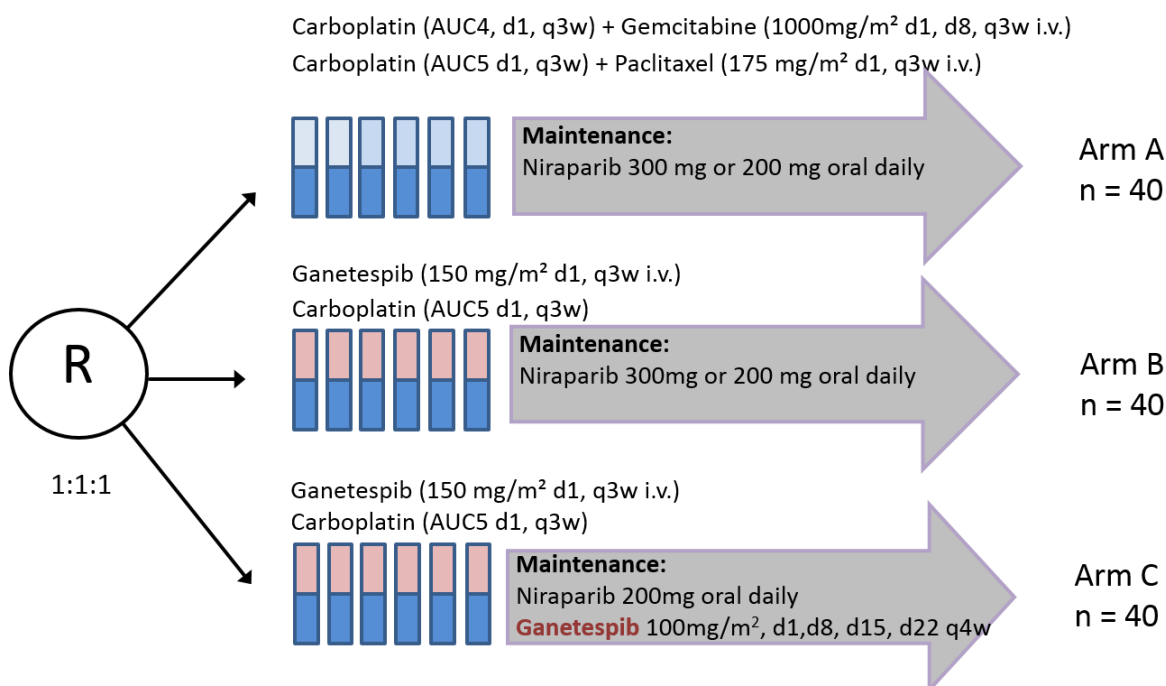 Carboplatin (AUC4, d1, q3w) + Gemcitabine (1000mg/m² d1, d8, q3w i.v.)
Carboplatin (AUC5 d1, q3w) + Paclitaxel (175 mg/m² d1, q3w i.v.)
Maintenance:
Niraparib 300 mg or 200 mg oral daily
Arm A
n = 40
Ganetespib (150 mg/m² d1, q3w i.v.)
Carboplatin (AUC5 d1, q3w)
Maintenance:
Niraparib 300mg or 200 mg oral daily
Arm B
n = 40
R
1:1:1
Ganetespib (150 mg/m² d1, q3w i.v.)
Carboplatin (AUC5 d1, q3w)
Maintenance:
Niraparib 200mg oral daily
Ganetespib 100mg/m², d1,d8, d15, d22 q4w
Arm C
n = 40